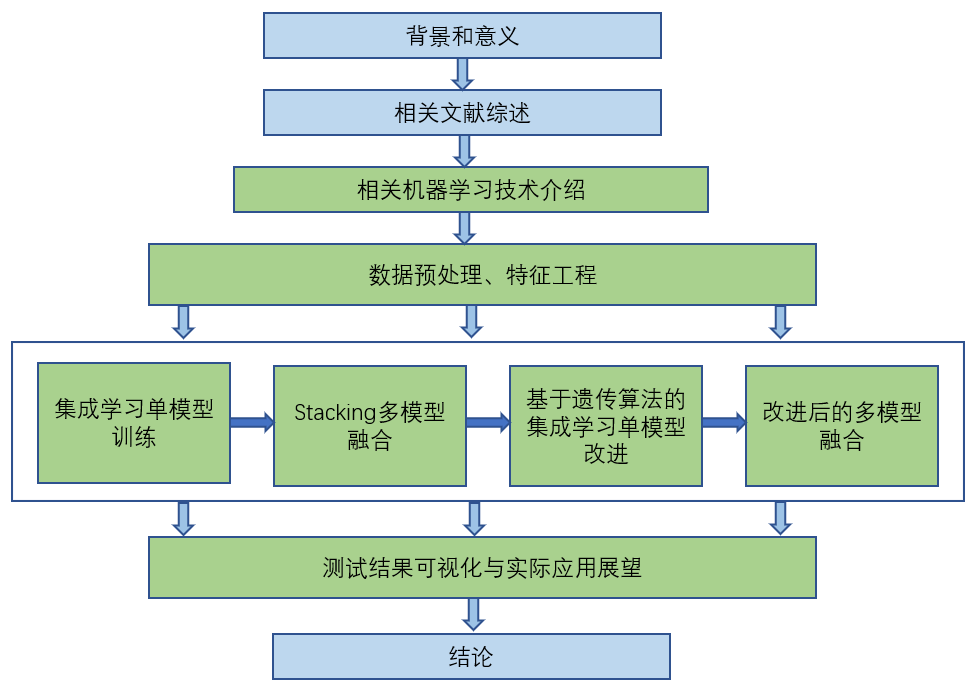 背景和意义
相关文献综述
相关机器学习技术介绍
数据预处理、特征工程
集成学习单模型
训练
Stacking多模型
融合
基于遗传算法的
集成学习单模型
改进
改进后的多模型
融合
测试结果可视化与实际应用展望
结论